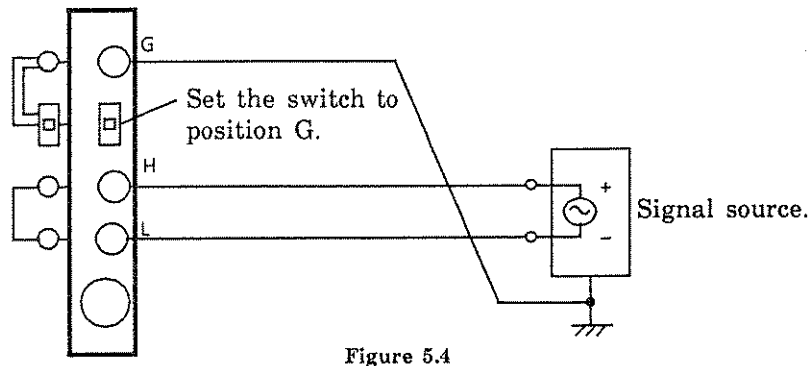 G
Set the switch to
position G.
H
+
Signal source.
L
−
Figure 5.4